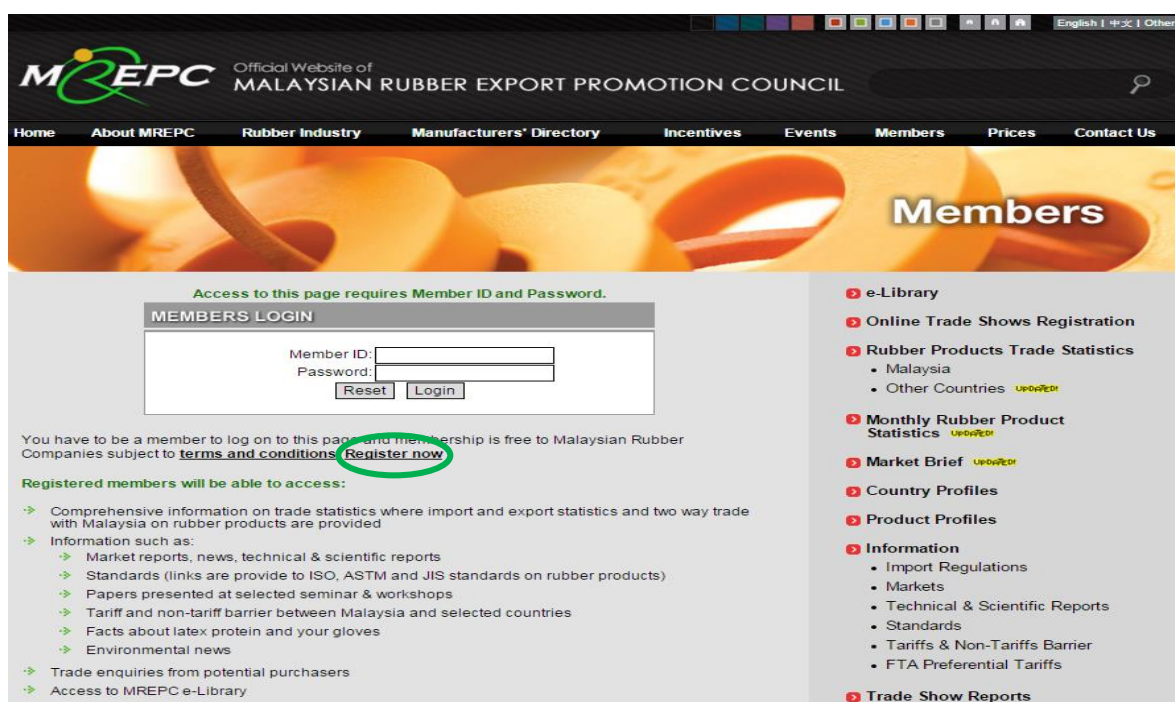 English | 中文 | Other
MREPC
Official Website of
MALAYSIAN RUBBER EXPORT PROMOTION COUNCIL
Home About MREPC Rubber Industry Manufacturers' Directory Incentives Events Members Prices Contact Us
Members
Access to this page requires Member ID and Password.
MEMBERS LOGIN
Member ID:
Password:
Reset Login
You have to be a member to log on to this page and membership is free to Malaysian Rubber
Companies subject to terms and conditions Register now
Registered members will be able to access:
Comprehensive information on trade statistics where import and export statistics and two way trade
with Malaysia on rubber products are provided
Information such as:
Market reports, news, technical & scientific reports
Standards (links are provide to ISO, ASTM and JIS standards on rubber products)
Papers presented at selected seminar & workshops
Tariff and non-tariff barrier between Malaysia and selected countries
Facts about latex protein and your gloves
Environmental news
Trade enquiries from potential purchasers
Access to MREPC e-Library
e-Library
Online Trade Shows Registration
Rubber Products Trade Statistics
• Malaysia
• Other Countries UPDATED!
Monthly Rubber Product
Statistics UPDATED!
Market Brief UPDATED!
Country Profiles
Product Profiles
Information
• Import Regulations
• Markets
• Technical & Scientific Reports
• Standards
• Tariffs & Non-Tariffs Barrier
• FTA Preferential Tariffs
Trade Show Reports